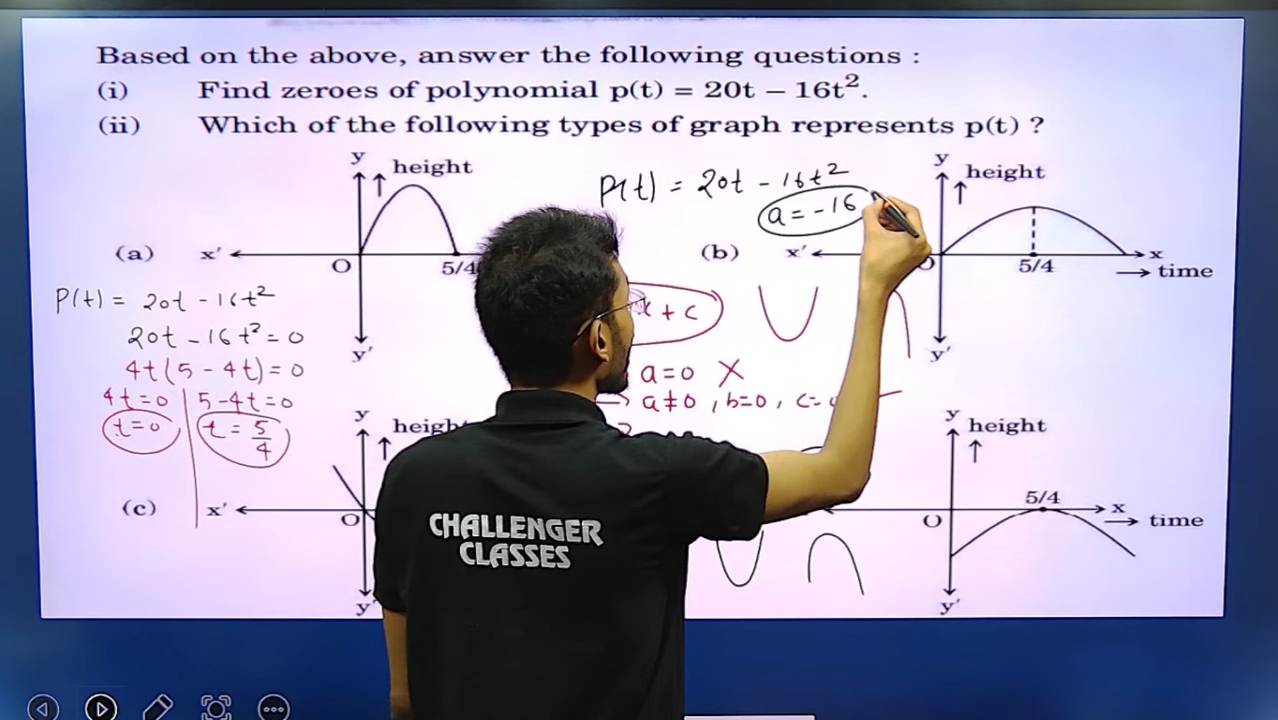 Based on the above, answer the following questions :
(i) Find zeroes of polynomial p(t) = 20t − 16t².
(ii) Which of the following types of graph represents p(t) ?
y
height
P(t) = 20t − 16t²
a = −16
y
height
(a)
x′
O
5/4
(b)
x′
O
5/4
x
time
P(t) = 20t − 16t²
20t − 16t² = 0
4t(5 − 4t) = 0
4t = 0
5 − 4t = 0
t = 0
t = 5/4
y′
+ c
y′
a = 0 X
a ≠ 0 , b = 0 , c =
y
y
height
(c)
x′
O
O
5/4
x
time
y′
y′
CHALLENGER
CLASSES